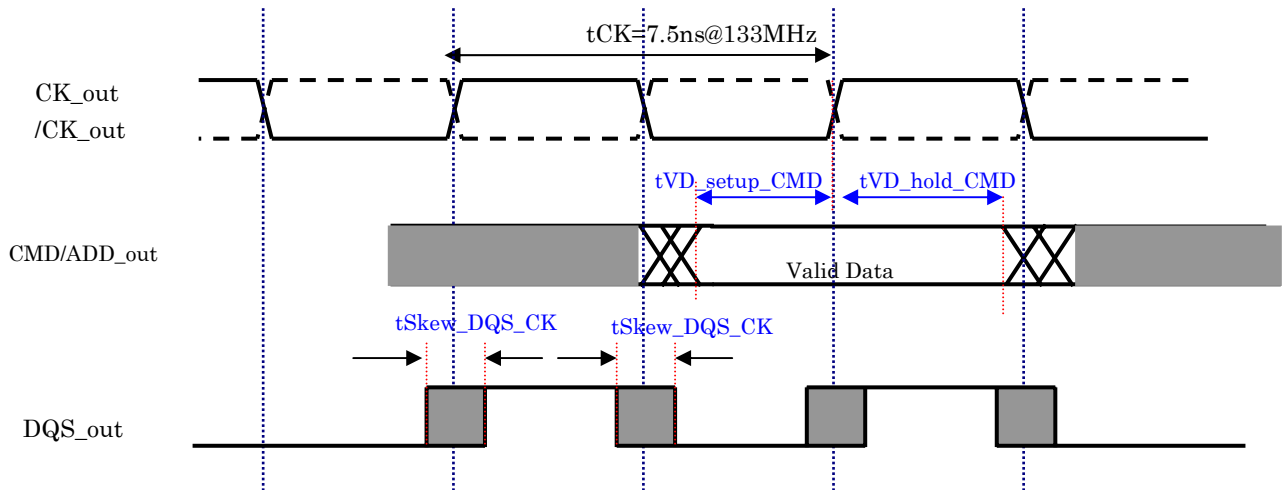 tCK=7.5ns@133MHz
CK_out
/CK_out
tVD_setup_CMD
tVD_hold_CMD
CMD/ADD_out
Valid Data
tSkew_DQS_CK
tSkew_DQS_CK
DQS_out